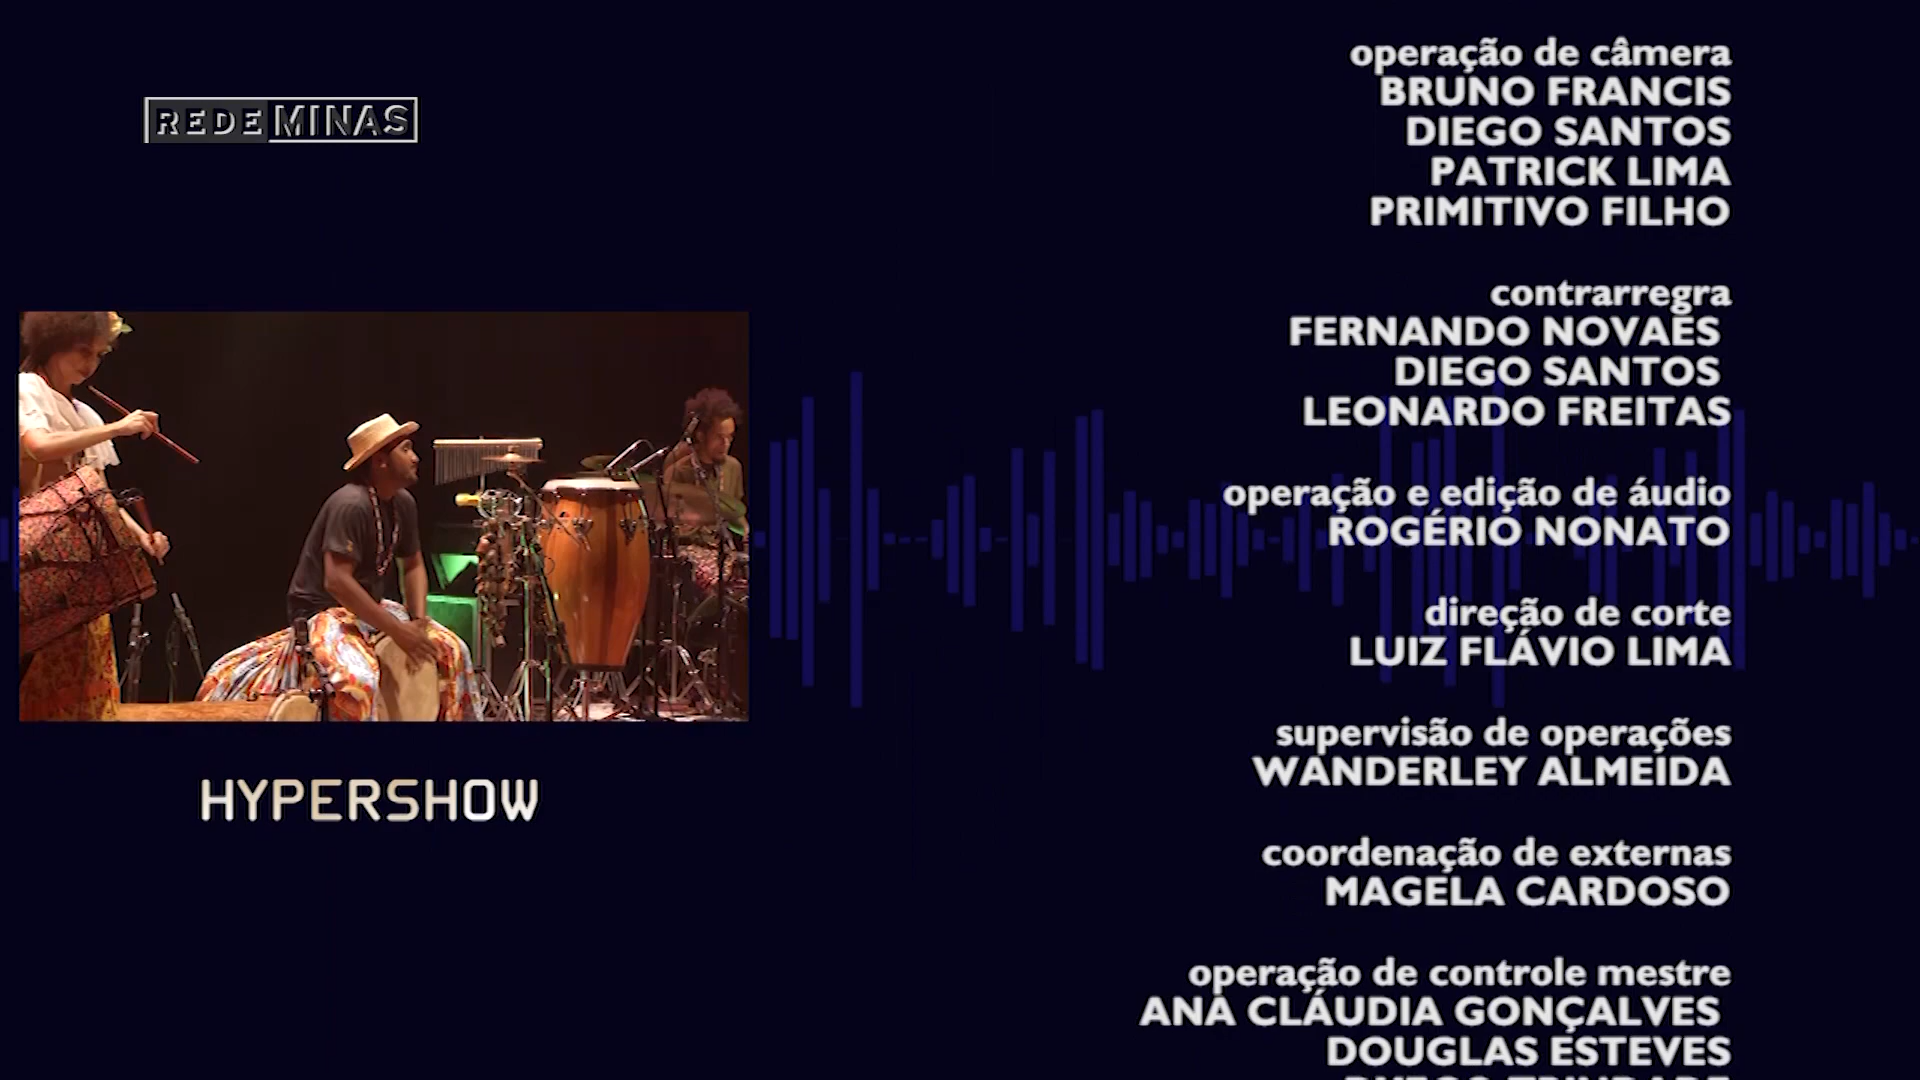 REDE MINAS
HYPERSHOW
operação de câmera
BRUNO FRANCIS
DIEGO SANTOS
PATRICK LIMA
PRIMITIVO FILHO
contrarregra
FERNANDO NOVAES
DIEGO SANTOS
LEONARDO FREITAS
operação e edição de áudio
ROGÉRIO NONATO
direção de corte
LUIZ FLÁVIO LIMA
supervisão de operações
WANDERLEY ALMEIDA
coordenação de externas
MAGELA CARDOSO
operação de controle mestre
ANA CLÁUDIA GONÇALVES
DOUGLAS ESTEVES